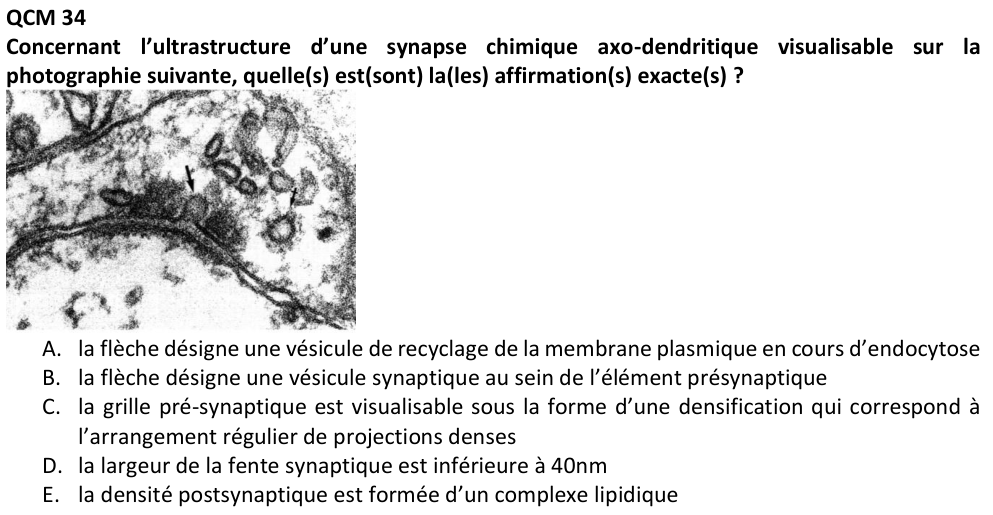 QCM 34
Concernant l’ultrastructure d’une synapse chimique axo-dendritique visualisable sur la
photographie suivante, quelle(s) est(sont) la(les) affirmation(s) exacte(s) ?
A. la flèche désigne une vésicule de recyclage de la membrane plasmique en cours d’endocytose
B. la flèche désigne une vésicule synaptique au sein de l’élément présynaptique
C. la grille pré-synaptique est visualisable sous la forme d’une densification qui correspond à
l’arrangement régulier de projections denses
D. la largeur de la fente synaptique est inférieure à 40nm
E. la densité postsynaptique est formée d’un complexe lipidique